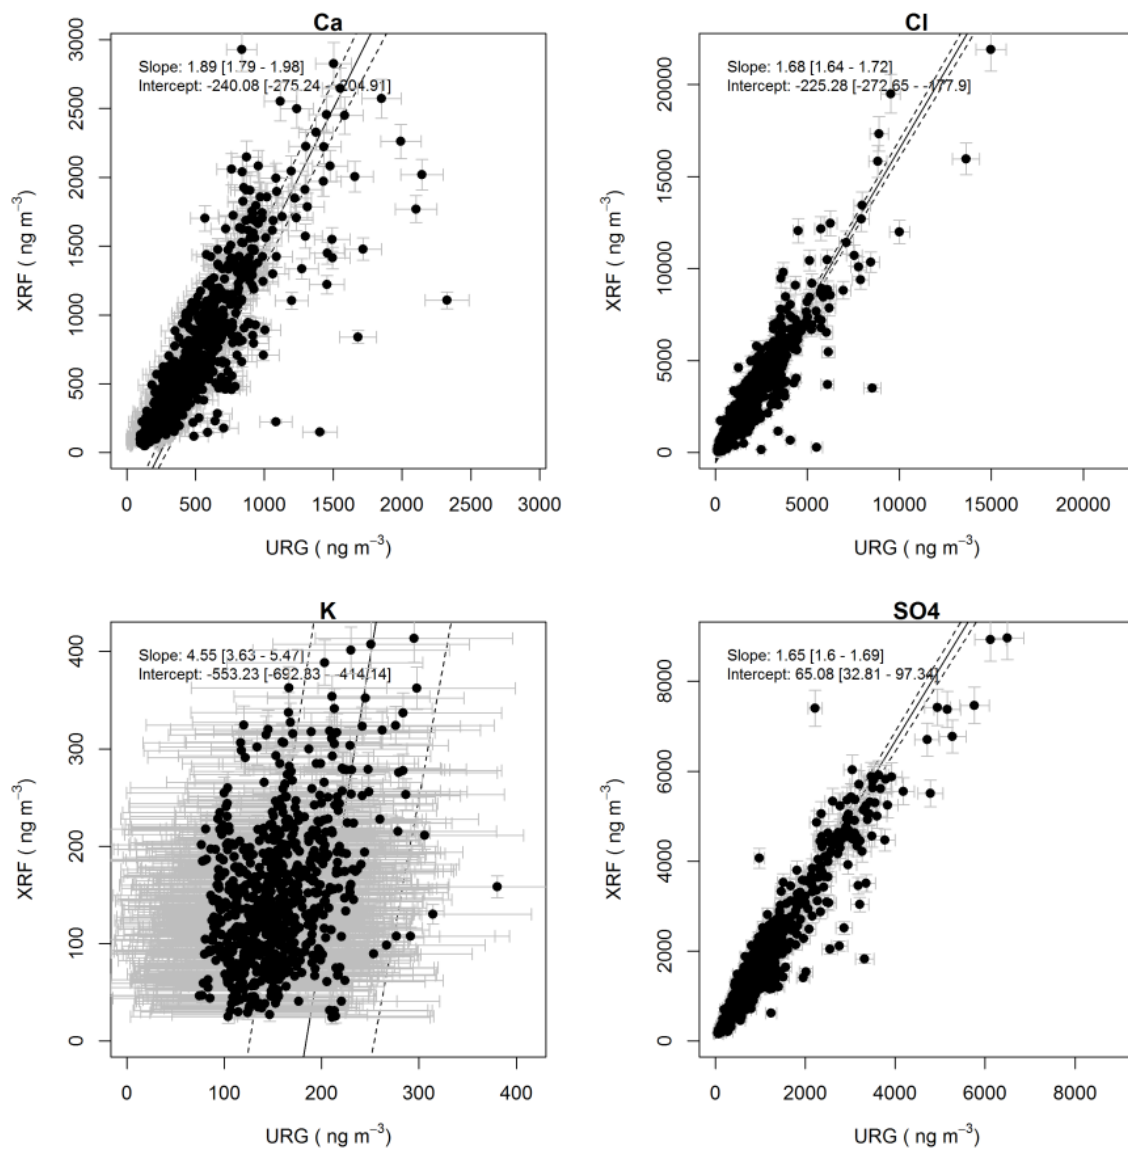 Ca
Slope: 1.89 [1.79 - 1.98]
Intercept: -240.08 [-275.24 - -204.91]
XRF ( ng m⁻³)
0 500 1000 1500 2000 2500 3000
0 500 1000 1500 2000 2500 3000
URG ( ng m⁻³)
Cl
Slope: 1.68 [1.64 - 1.72]
Intercept: -225.28 [-272.65 - -177.9]
XRF ( ng m⁻³)
0 5000 10000 15000 20000
0 5000 10000 15000 20000
URG ( ng m⁻³)
K
Slope: 4.55 [3.63 - 5.47]
Intercept: -553.23 [-692.33 - -414.14]
XRF ( ng m⁻³)
0 100 200 300 400
0 100 200 300 400
URG ( ng m⁻³)
SO4
Slope: 1.65 [1.6 - 1.69]
Intercept: 65.08 [32.81 - 97.34]
XRF ( ng m⁻³)
0 2000 4000 6000 8000
0 2000 4000 6000 8000
URG ( ng m⁻³)